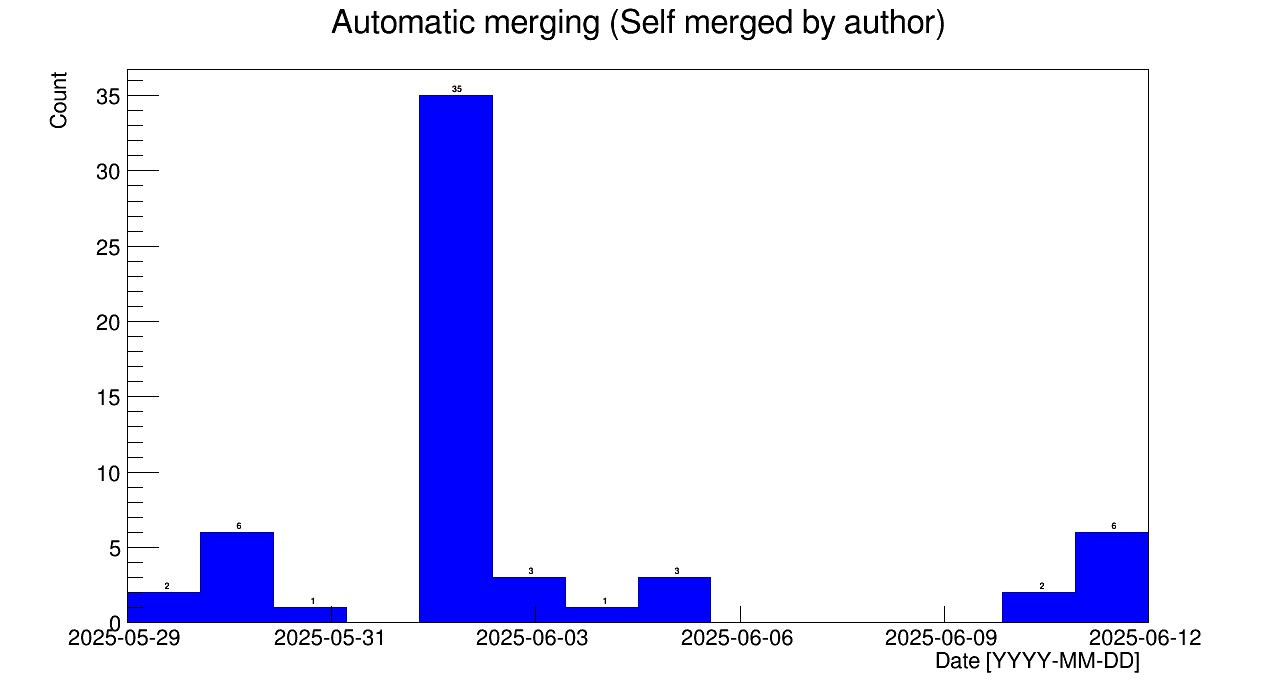 Automatic merging (Self merged by author)
Count
35
30
25
20
15
10
5
0
2 6 1 35 3 1 3 2 6
2025-05-29 2025-05-31 2025-06-03 2025-06-06 2025-06-09 2025-06-12
Date [YYYY-MM-DD]